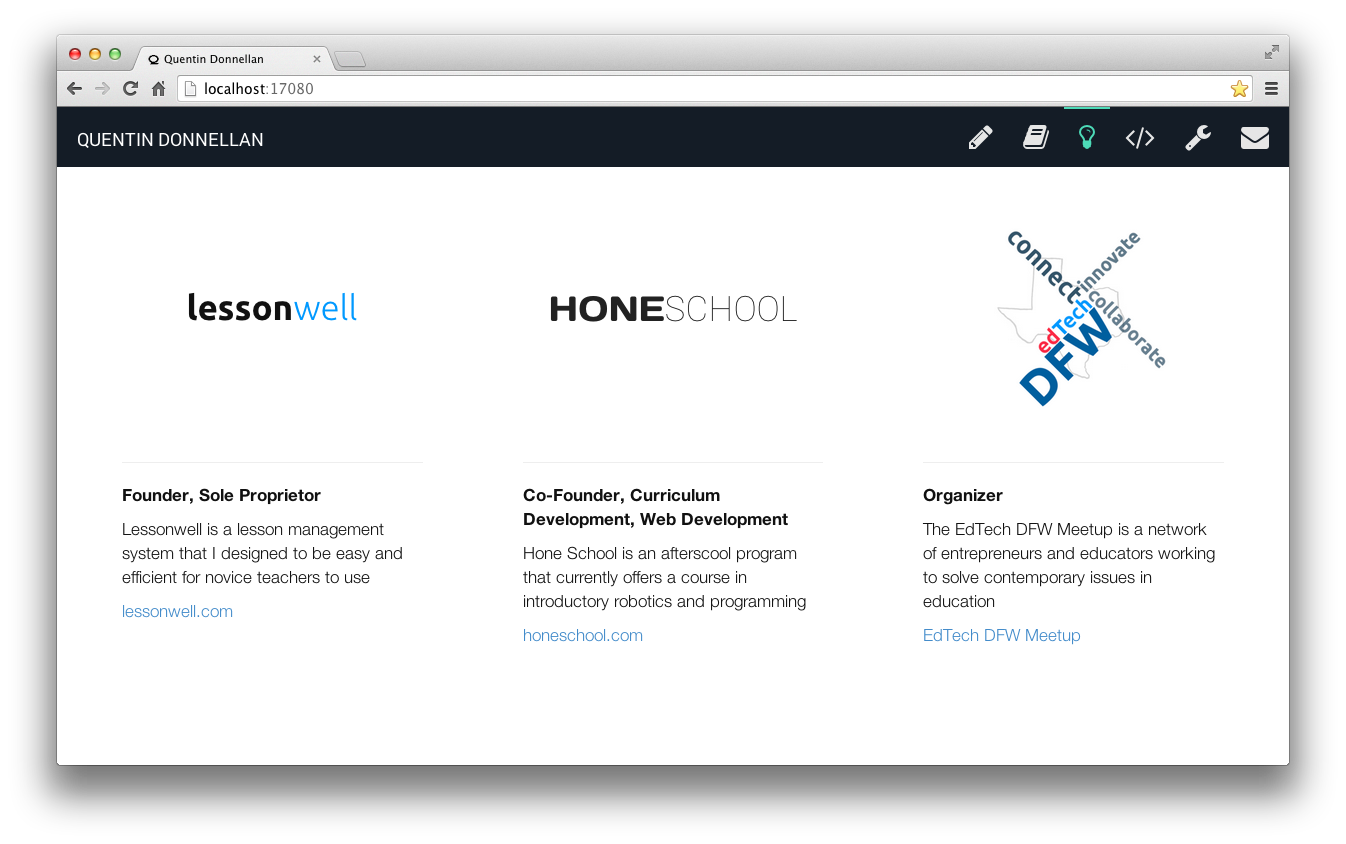 Quentin Donnellan
localhost:17080
QUENTIN DONNELLAN
lessonwell
HONESCHOOL
connect
innovate
collaborate
edTech
DFW
Founder, Sole Proprietor
Lessonwell is a lesson management
system that I designed to be easy and
efficient for novice teachers to use
lessonwell.com
Co-Founder, Curriculum
Development, Web Development
Hone School is an afterscool program
that currently offers a course in
introductory robotics and programming
honeschool.com
Organizer
The EdTech DFW Meetup is a network
of entrepreneurs and educators working
to solve contemporary issues in
education
EdTech DFW Meetup